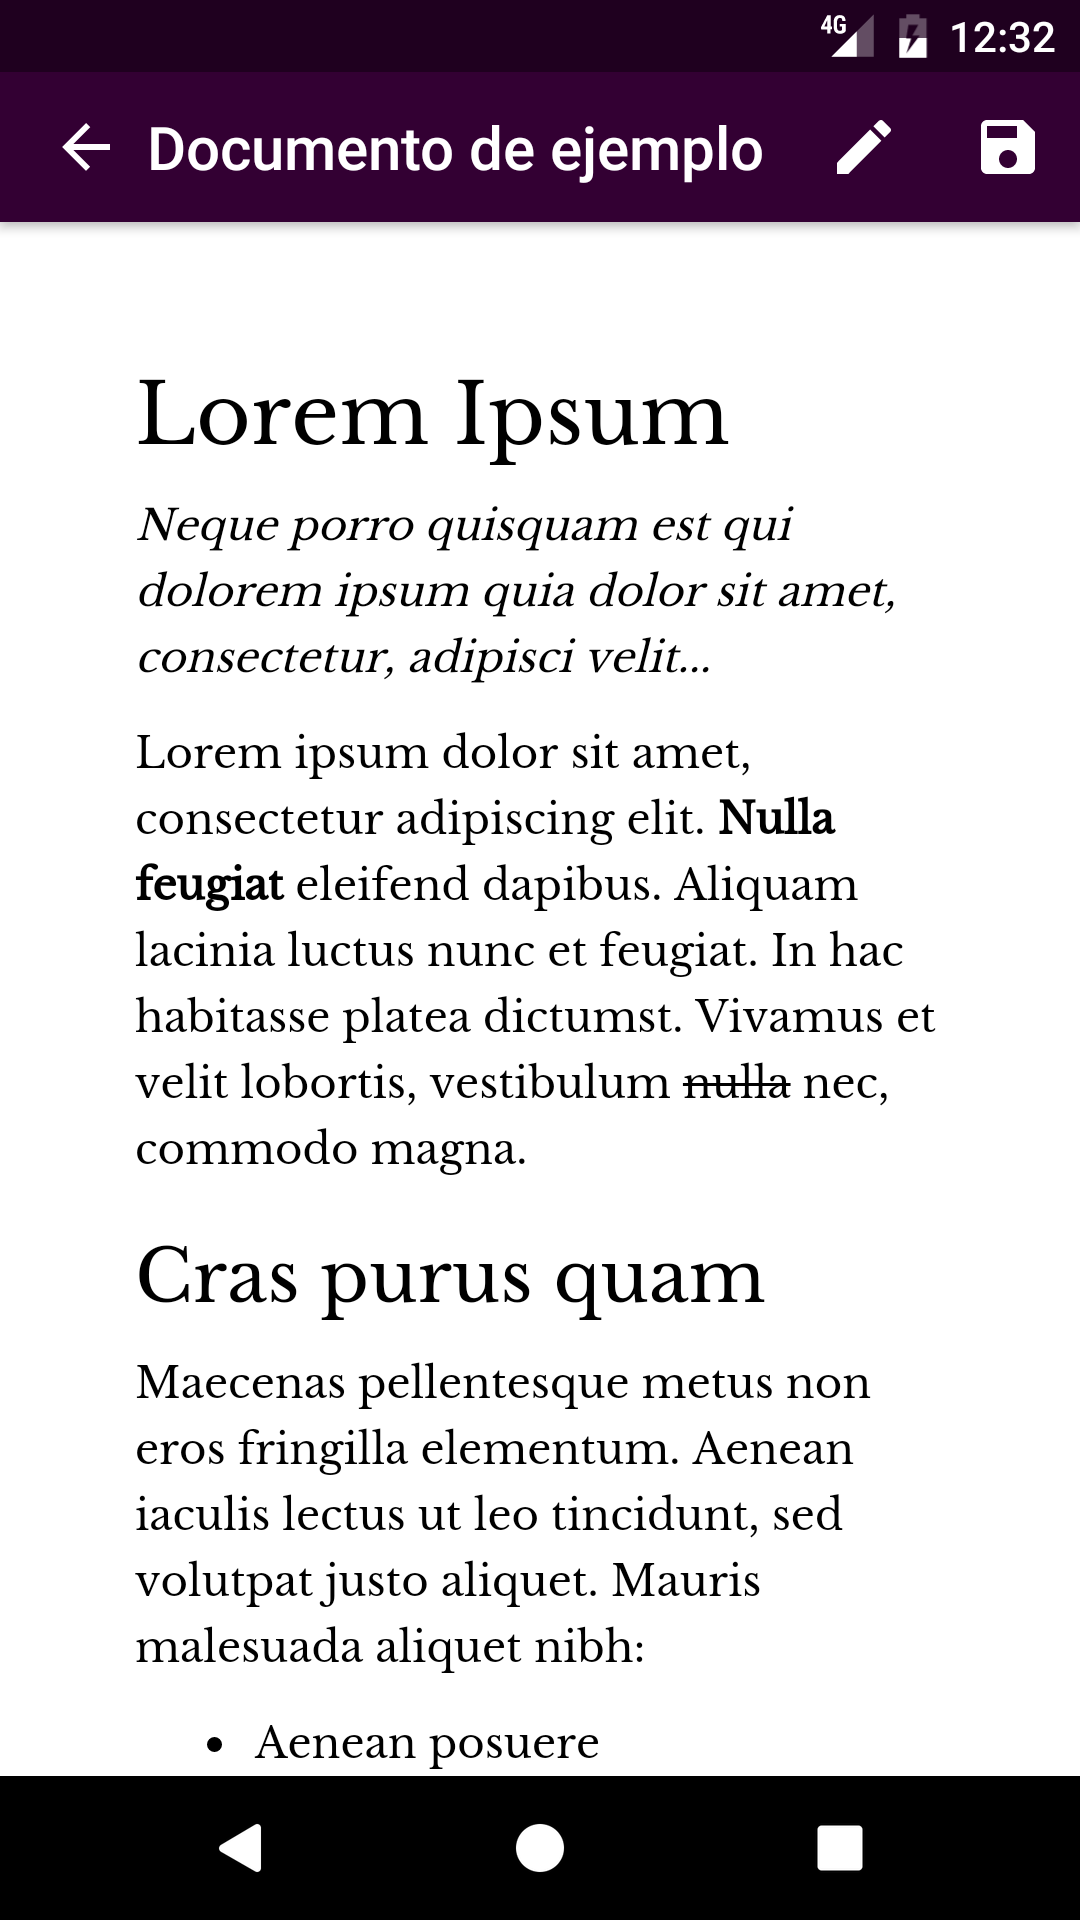 4G 12:32
Documento de ejemplo
Lorem Ipsum
Neque porro quisquam est qui
dolorem ipsum quia dolor sit amet,
consectetur, adipisci velit...
Lorem ipsum dolor sit amet,
consectetur adipiscing elit. Nulla
feugiat eleifend dapibus. Aliquam
lacinia luctus nunc et feugiat. In hac
habitasse platea dictumst. Vivamus et
velit lobortis, vestibulum nulla nec,
commodo magna.
Cras purus quam
Maecenas pellentesque metus non
eros fringilla elementum. Aenean
iaculis lectus ut leo tincidunt, sed
volutpat justo aliquet. Mauris
malesuada aliquet nibh:
• Aenean posuere